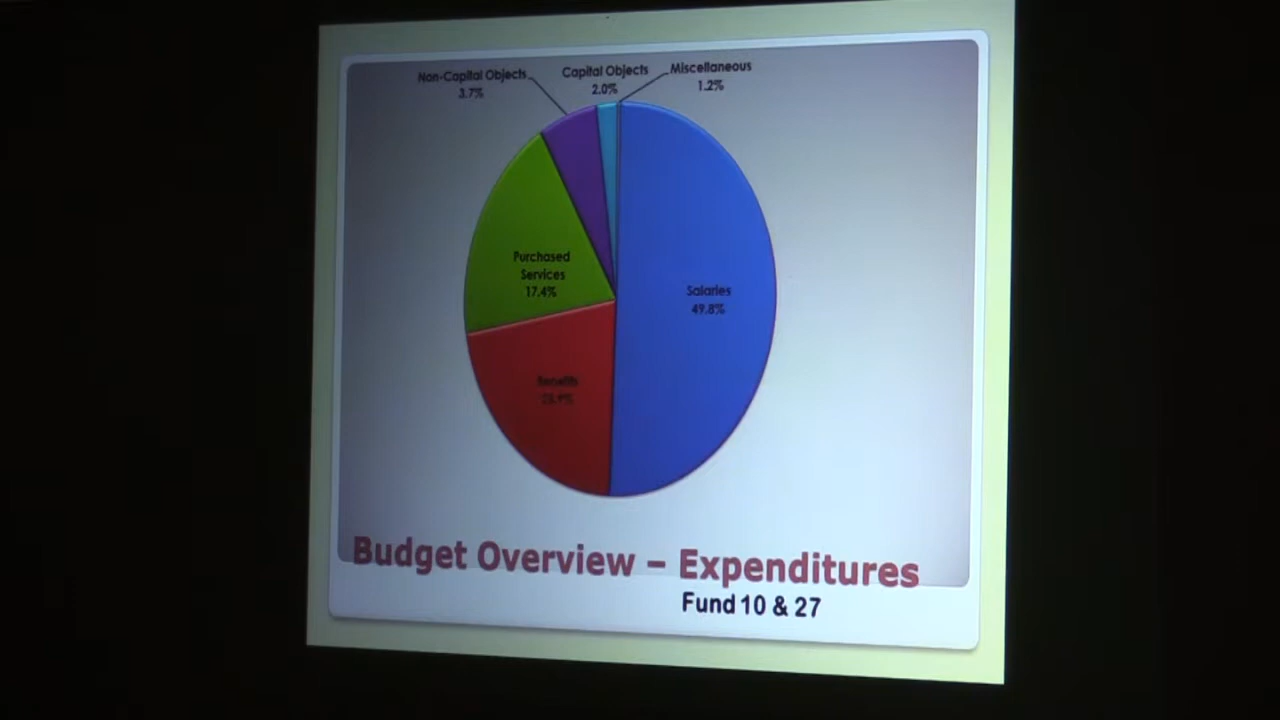 Non-Capital Objects
3.7%
Capital Objects
2.0%
Miscellaneous
1.2%
Purchased
Services
17.4%
Salaries
49.8%
Benefits
Budget Overview – Expenditures
Fund 10 & 27